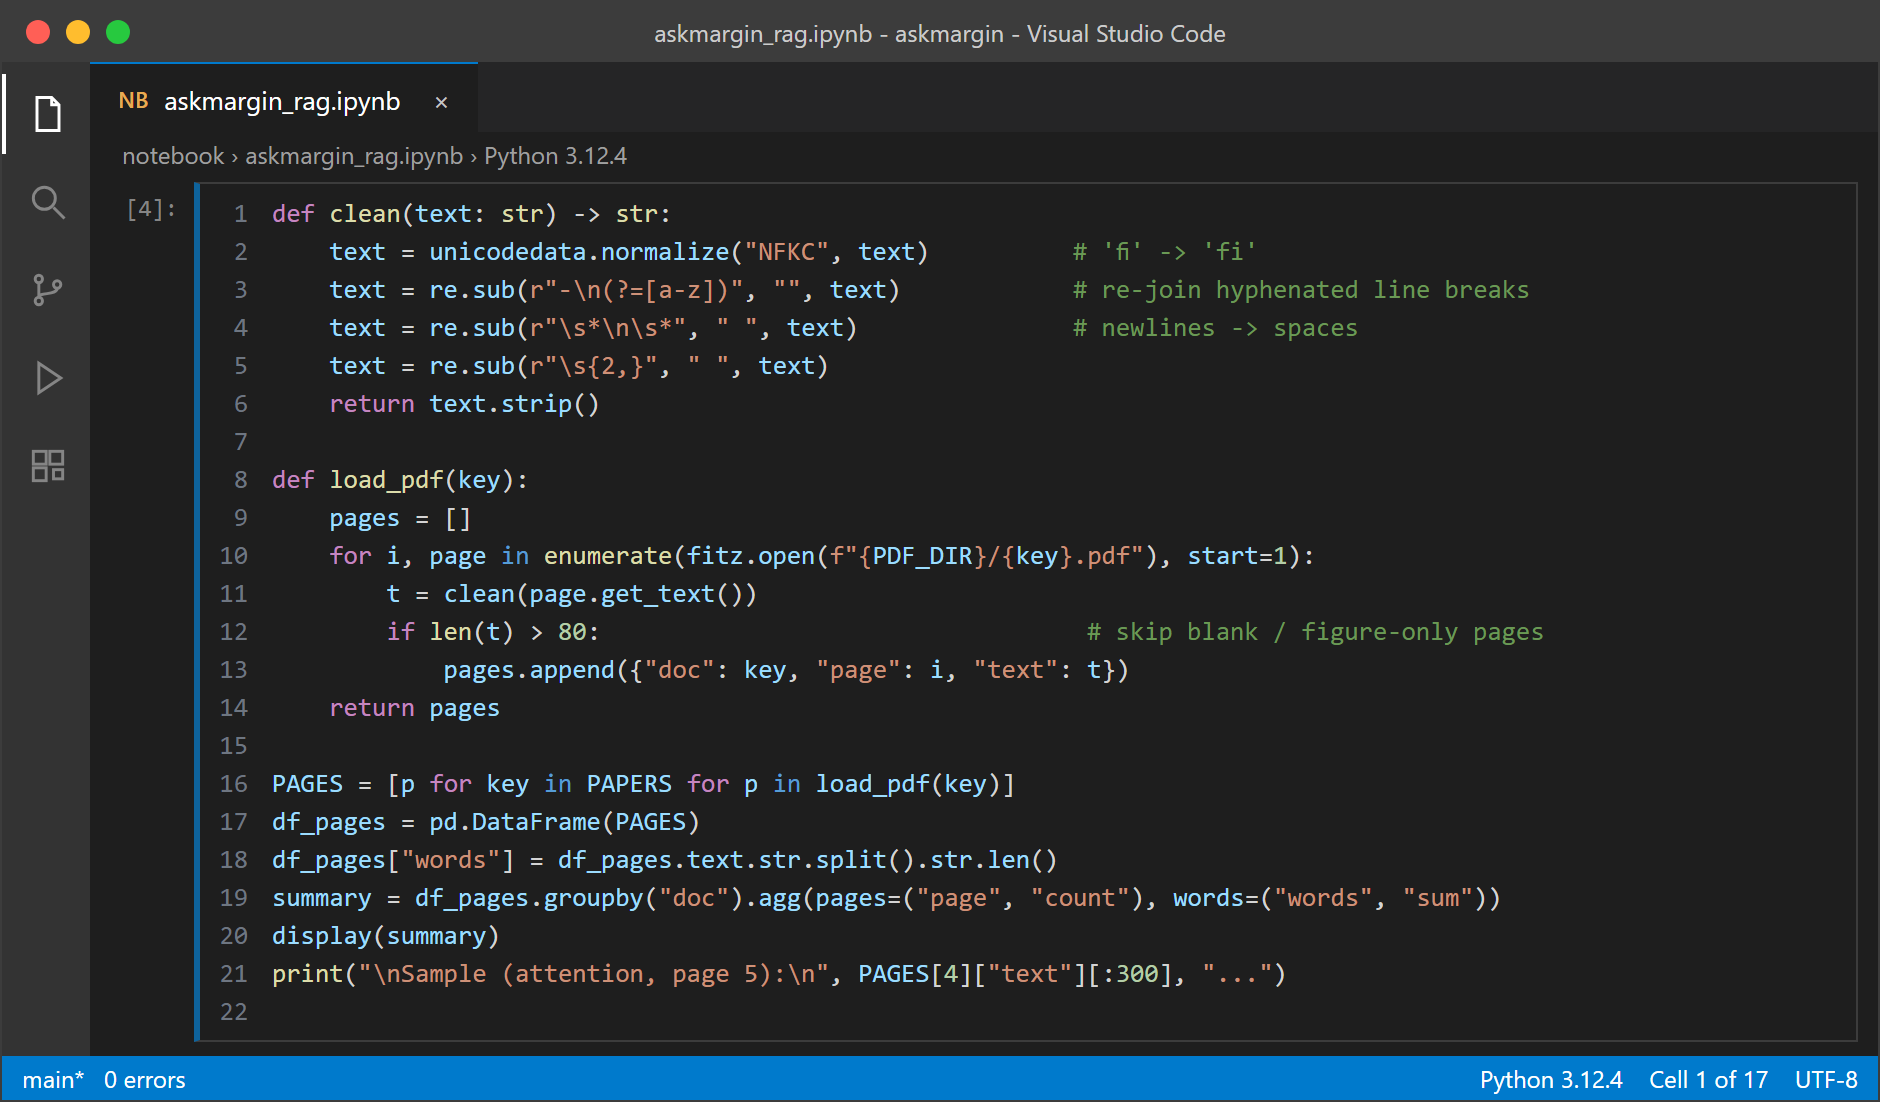 askmargin_rag.ipynb - askmargin - Visual Studio Code
NB askmargin_rag.ipynb ×
notebook › askmargin_rag.ipynb › Python 3.12.4
[4]:
1 def clean(text: str) -> str:
2     text = unicodedata.normalize("NFKC", text)          # 'ﬁ' -> 'fi'
3     text = re.sub(r"-\n(?=[a-z])", "", text)            # re-join hyphenated line breaks
4     text = re.sub(r"\s*\n\s*", " ", text)               # newlines -> spaces
5     text = re.sub(r"\s{2,}", " ", text)
6     return text.strip()
7
8 def load_pdf(key):
9     pages = []
10     for i, page in enumerate(fitz.open(f"{PDF_DIR}/{key}.pdf"), start=1):
11         t = clean(page.get_text())
12         if len(t) > 80:                                  # skip blank / figure-only pages
13             pages.append({"doc": key, "page": i, "text": t})
14     return pages
15
16 PAGES = [p for key in PAPERS for p in load_pdf(key)]
17 df_pages = pd.DataFrame(PAGES)
18 df_pages["words"] = df_pages.text.str.split().str.len()
19 summary = df_pages.groupby("doc").agg(pages=("page", "count"), words=("words", "sum"))
20 display(summary)
21 print("\nSample (attention, page 5):\n", PAGES[4]["text"][:300], "...")
22
main* 0 errors Python 3.12.4 Cell 1 of 17 UTF-8